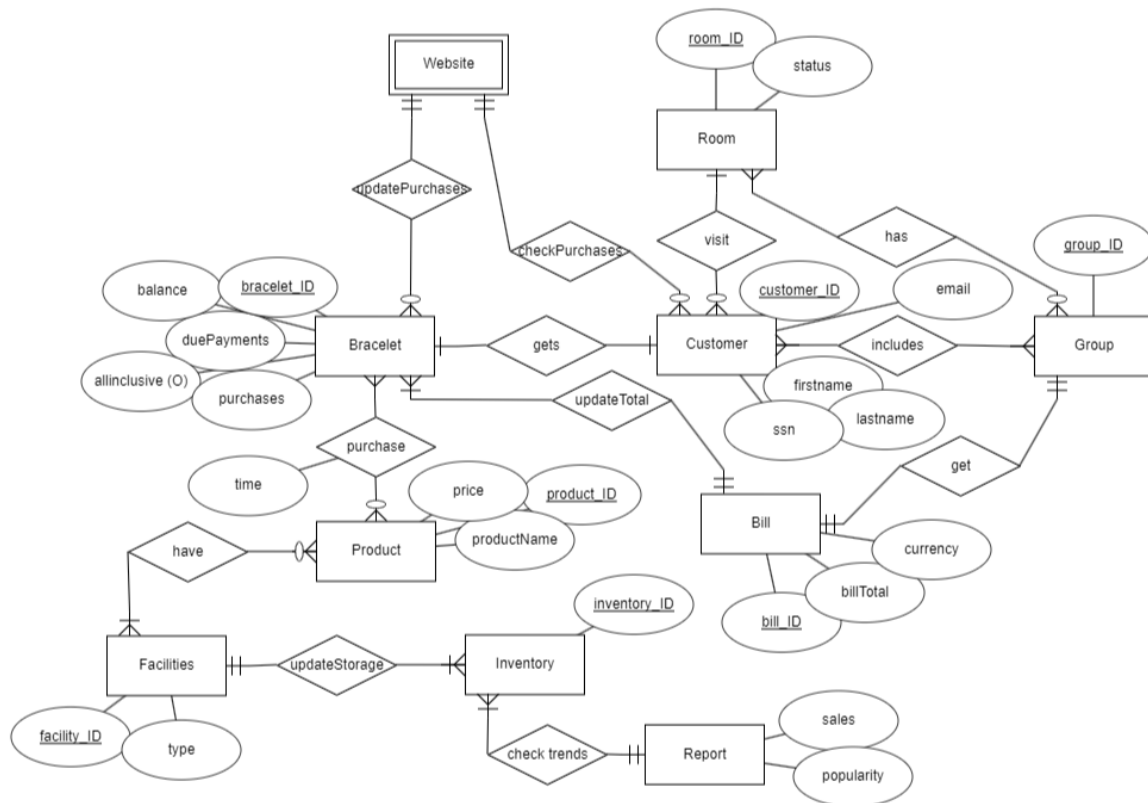 room_ID
Website
status
Room
updatePurchases
has
visit
checkPurchases
group_ID
balance
bracelet_ID
customer_ID
email
duePayments
Bracelet
gets
Customer
includes
Group
allinclusive (O)
firstname
purchases
updateTotal
lastname
ssn
purchase
get
time
price
product_ID
Bill
productName
have
Product
currency
billTotal
inventory_ID
bill_ID
Facilities
updateStorage
Inventory
sales
facility_ID
type
check trends
Report
popularity